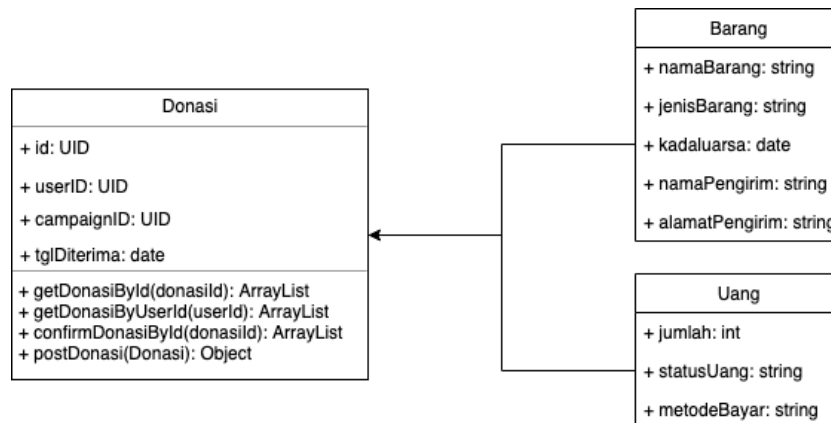 Donasi
+ id: UID
+ userID: UID
+ campaignID: UID
+ tglDiterima: date
+ getDonasiById(donasiId): ArrayList
+ getDonasiByUserId(userId): ArrayList
+ confirmDonasiById(donasiId): ArrayList
+ postDonasi(Donasi): Object
Barang
+ namaBarang: string
+ jenisBarang: string
+ kadaluarsa: date
+ namaPengirim: string
+ alamatPengirim: string
Uang
+ jumlah: int
+ statusUang: string
+ metodeBayar: string